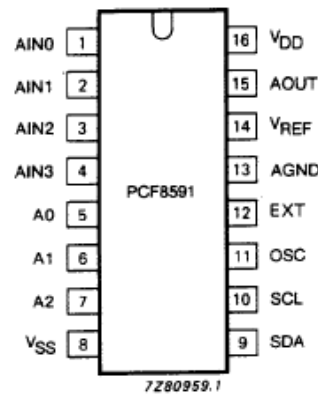 AIN0 1 16 VDD
AIN1 2 15 AOUT
AIN2 3 14 VREF
AIN3 4 13 AGND
PCF8591
A0 5 12 EXT
A1 6 11 OSC
A2 7 10 SCL
VSS 8 9 SDA
7Z80959.1